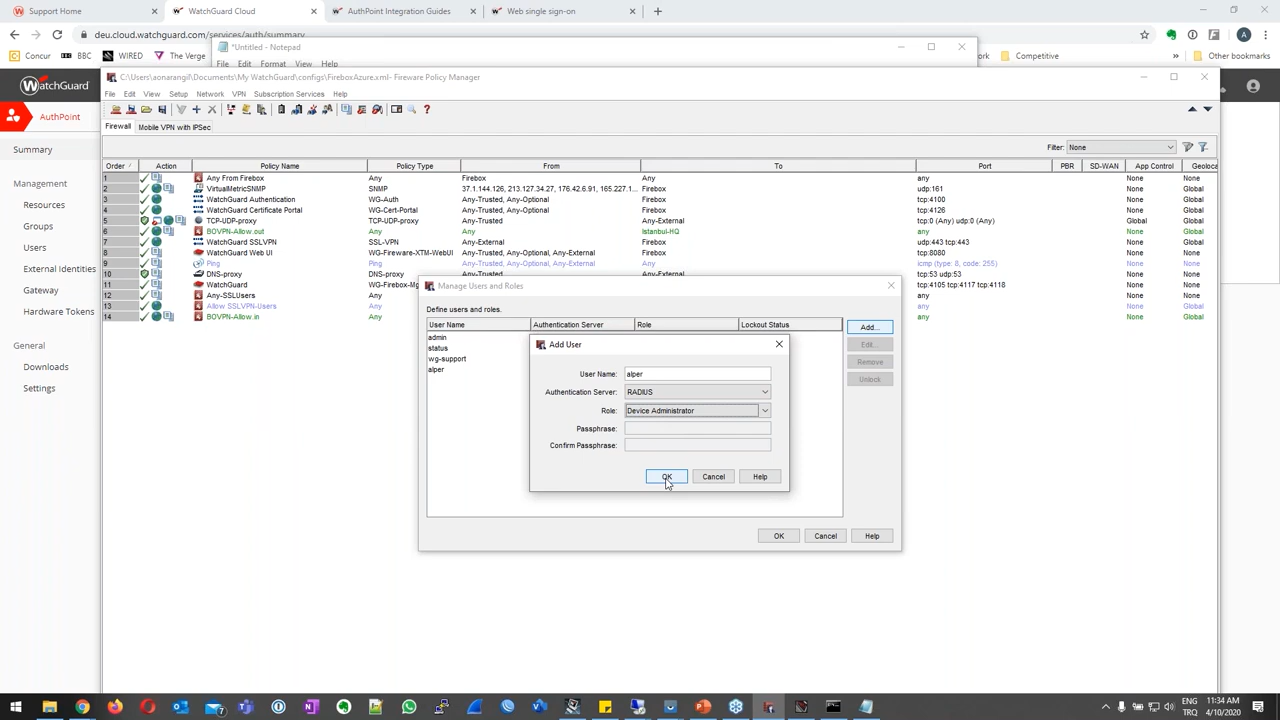 Support Home
WatchGuard Cloud
AuthPoint Integration Guides
Web single sign-on
deu.cloud.watchguard.com/services/auth/summary
Concur
BBC
WIRED
The Verge
Competitive
»
Other bookmarks
*Untitled - Notepad
File Edit Format View Help
WatchGuard
AuthPoint
Summary
Management
Resources
Groups
Users
External Identities
Gateway
Hardware Tokens
General
Downloads
Settings
C:\Users\aonarangil\Documents\My WatchGuard\configs\FireboxAzure.xml- Fireware Policy Manager
File Edit View Setup Network VPN Subscription Services Help
Firewall Mobile VPN with IPSec
Filter: None
Order / Action Policy Name Policy Type From To Port PBR SD-WAN App Control Geoloca
1 Any From Firebox Any Firebox Any any None None
2 VirtualMetricSNMP SNMP 37.1.144.126, 213.127.34.27, 176.42.6.91, 165.227.1... Firebox udp:161 None Global
3 WatchGuard Authentication WG-Auth Any-Trusted, Any-Optional Firebox tcp:4100 None Global
4 WatchGuard Certificate Portal WG-Cert-Portal Any-Trusted, Any-Optional Firebox tcp:4126 None Global
5 TCP-UDP-proxy TCP-UDP-proxy Any-Trusted Any-External tcp:0 (Any) udp:0 (Any) Global Global
6 BOVPN-Allow.out Any Any Istanbul-HQ any None Global
7 WatchGuard SSLVPN SSL-VPN Any-External Firebox udp:443 tcp:443 None Global
8 WatchGuard Web UI WG-Fireware-XTM-WebUI Any-Trusted, Any-Optional, Any-External Firebox tcp:8080 None Global
9 Ping Ping Any-Trusted, Any-Optional, Any-External Firebox icmp (type: 8, code: 255) None None
10 DNS-proxy DNS-proxy Any-Trusted Any-External tcp:53 udp:53 None Global
11 WatchGuard WG-Firebox-Mg tcp:4105 tcp:4117 tcp:4118 None None
12 Any-SSLUsers Any any None Global
13 Allow SSLVPN-Users Any any None Global
14 BOVPN-Allow.in Any any None Global
Manage Users and Roles
Define users and roles.
User Name Authentication Server Role Lockout Status
admin
status
wg-support
alper
Add...
Edit...
Remove
Unlock
OK Cancel Help
Add User
User Name: alper
Authentication Server: RADIUS
Role: Device Administrator
Passphrase:
Confirm Passphrase:
OK Cancel Help
ENG
TRQ
11:34 AM
4/10/2020